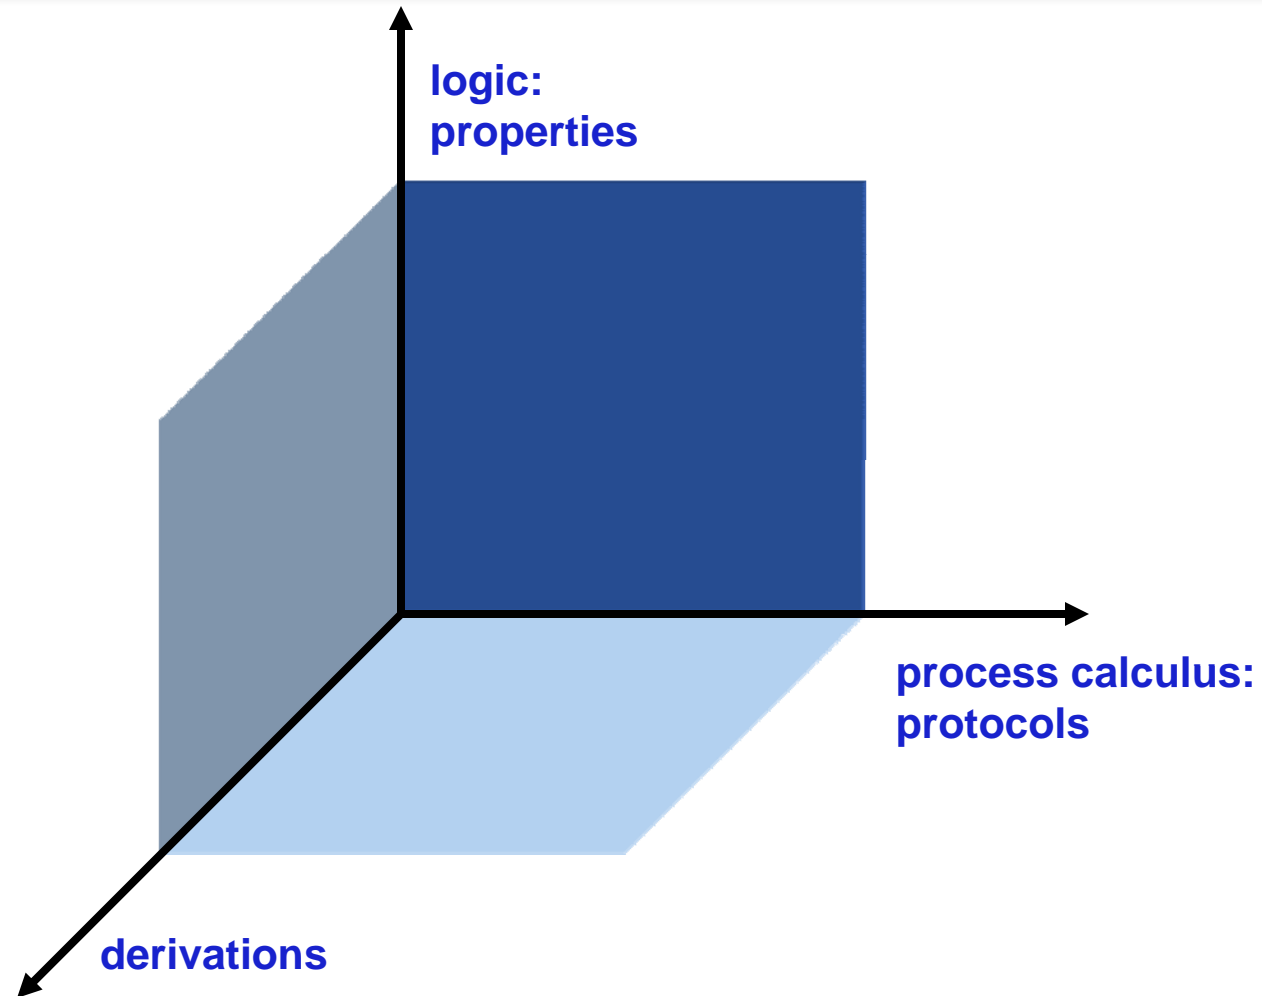 logic:
properties
process calculus:
protocols
derivations